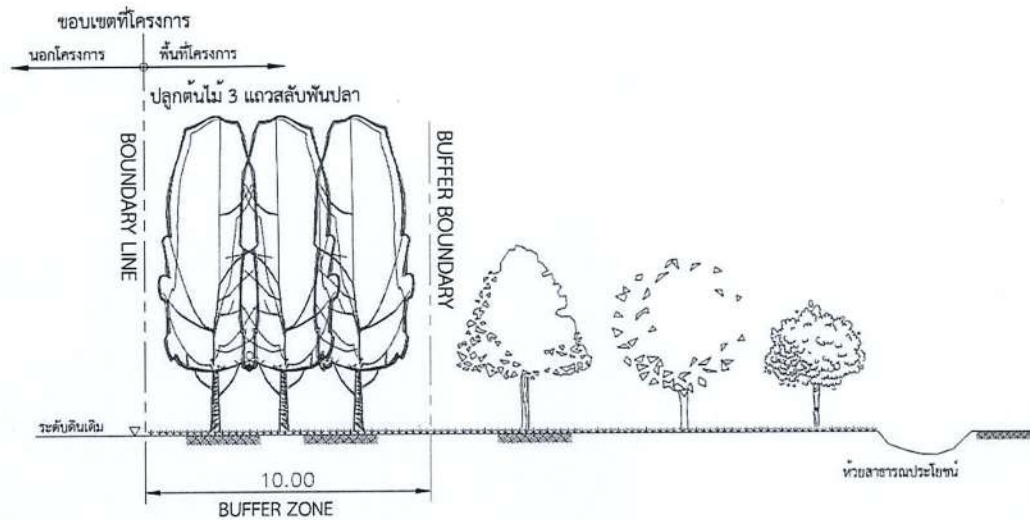 ขอบเขตที่โครงการ
นอกโครงการ
พื้นที่โครงการ
ปลูกต้นไม้ 3 แถวสลับฟันปลา
BOUNDARY LINE
BUFFER BOUNDARY
ระดับดินเดิม
10.00
BUFFER ZONE
ห้วยสาธารณประโยชน์